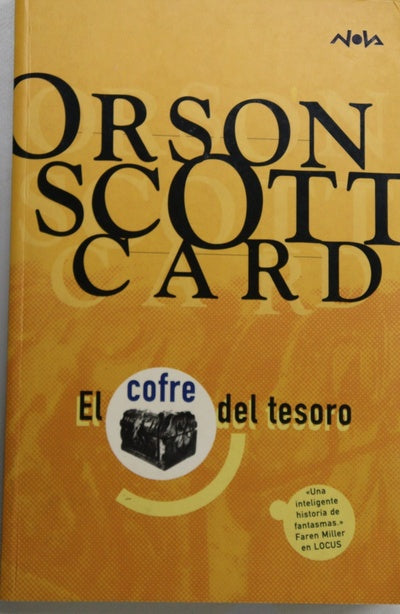 NOVA
ORSON
SCOTT
CARD
El cofre del tesoro
«Una
inteligente
historia de
fantasmas.»
Faren Miller
en LOCUS